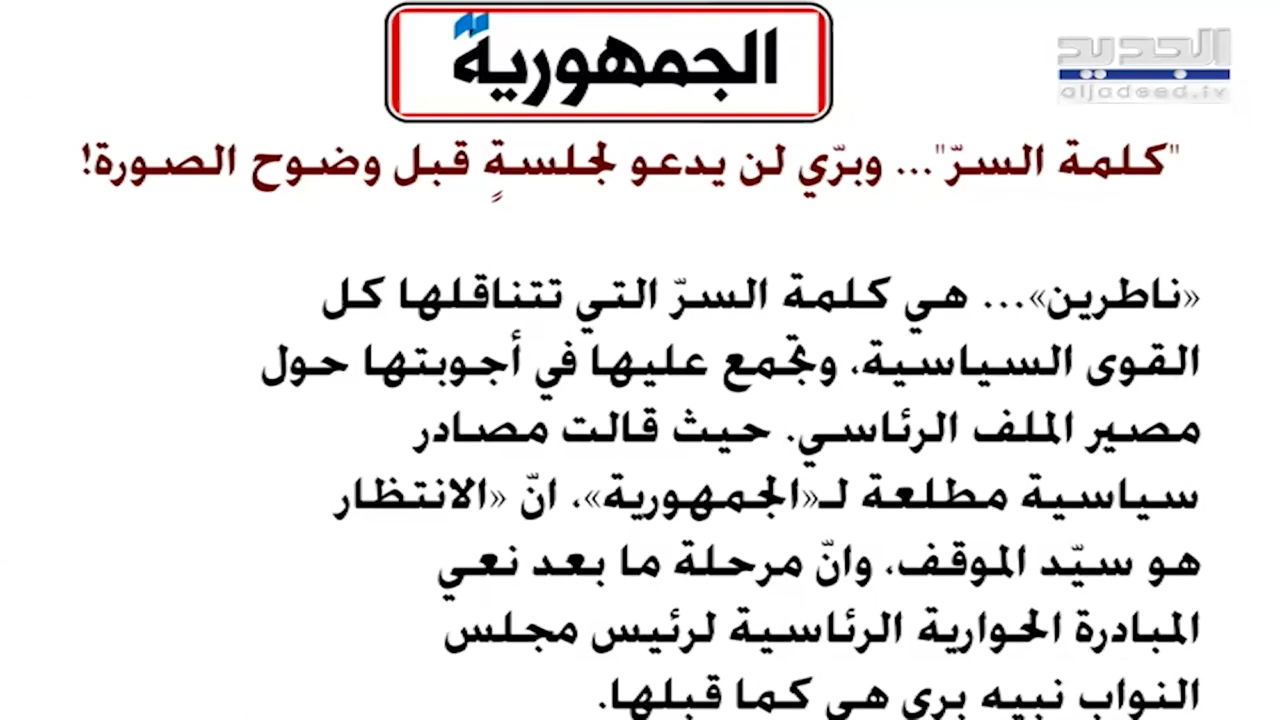 الجمهورية
الجديد
aljadeed.tv
"كلمة السرّ"... وبرّي لن يدعو لجلسةٍ قبل وضوح الصورة!
«ناطرين»... هي كلمة السرّ التي تتناقلها كل
القوى السياسية، وتجمع عليها في أجوبتها حول
مصير الملف الرئاسي. حيث قالت مصادر
سياسية مطلعة لـ«الجمهورية»، انّ «الانتظار
هو سيّد الموقف، وانّ مرحلة ما بعد نعي
المبادرة الحوارية الرئاسية لرئيس مجلس
النواب نبيه بري هي كما قبلها.